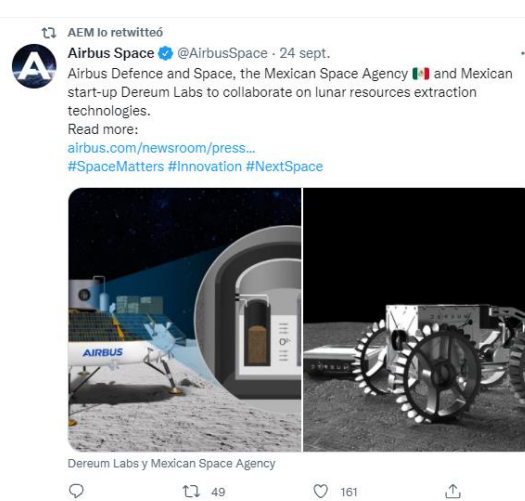 AEM lo retwitteó
Airbus Space @AirbusSpace · 24 sept.
Airbus Defence and Space, the Mexican Space Agency 🇲🇽 and Mexican
start-up Dereum Labs to collaborate on lunar resources extraction
technologies.
Read more:
airbus.com/newsroom/press...
#SpaceMatters #Innovation #NextSpace
AIRBUS
Dereum Labs y Mexican Space Agency
49
161